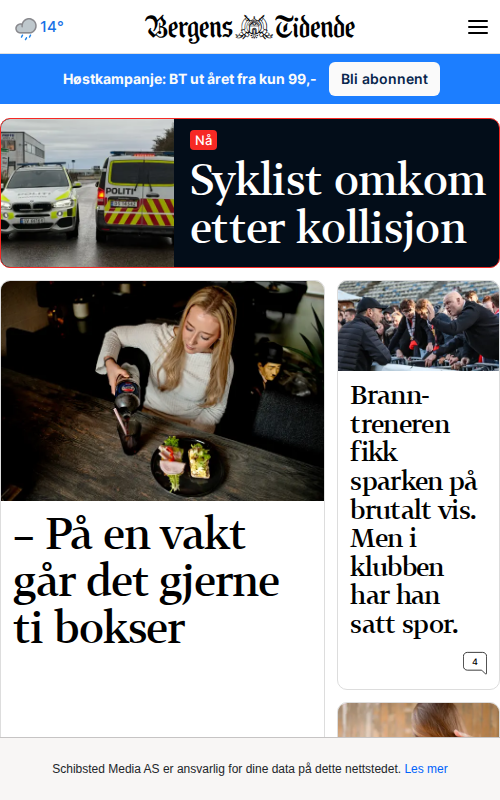 14°
Bergens Tidende
Høstkampanje: BT ut året fra kun 99,-
Bli abonnent
Nå
Syklist omkom
etter kollisjon
POLITI
POLITI
– På en vakt
går det gjerne
ti bokser
Brann-
treneren
fikk
sparken på
brutalt vis.
Men i
klubben
har han
satt spor.
4
Schibsted Media AS er ansvarlig for dine data på dette nettstedet. Les mer